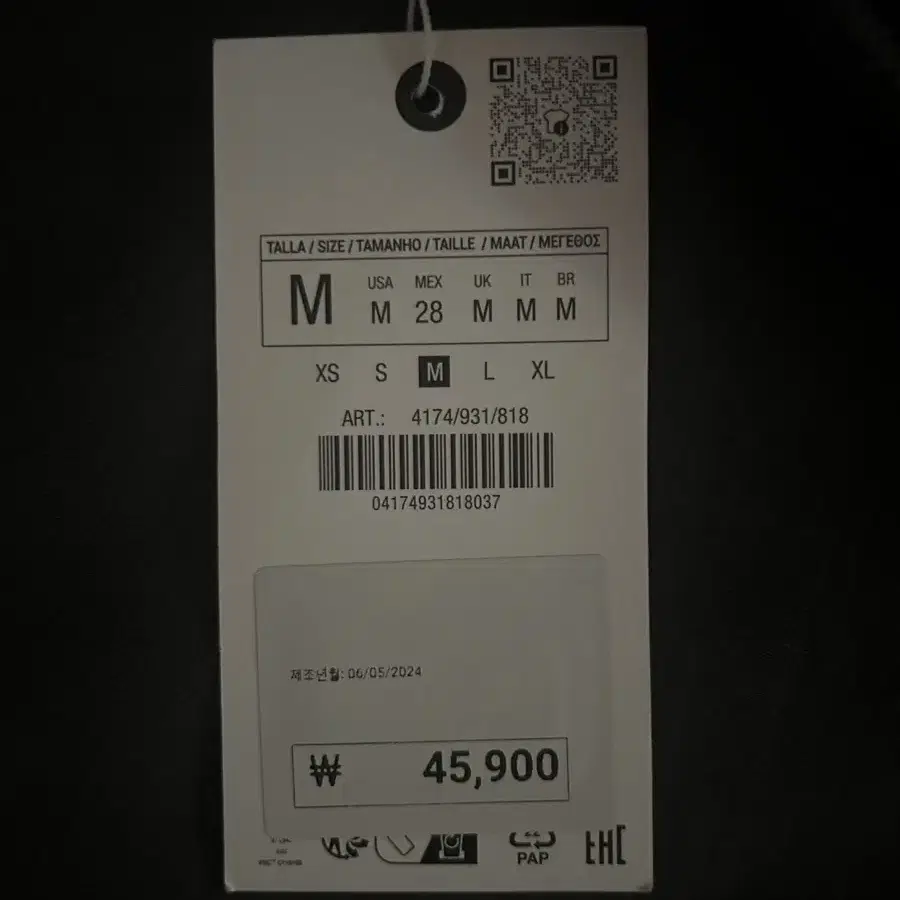 TALLA / SIZE / TAMANHO / TAILLE / MAAT / ΜΕΓΕΘΟΣ
M
USA MEX UK IT BR
M 28 M M M
XS S M L XL
ART.: 4174/931/818
04174931818037
제조년월: 06/05/2024
₩ 45,900
PAP
EAC